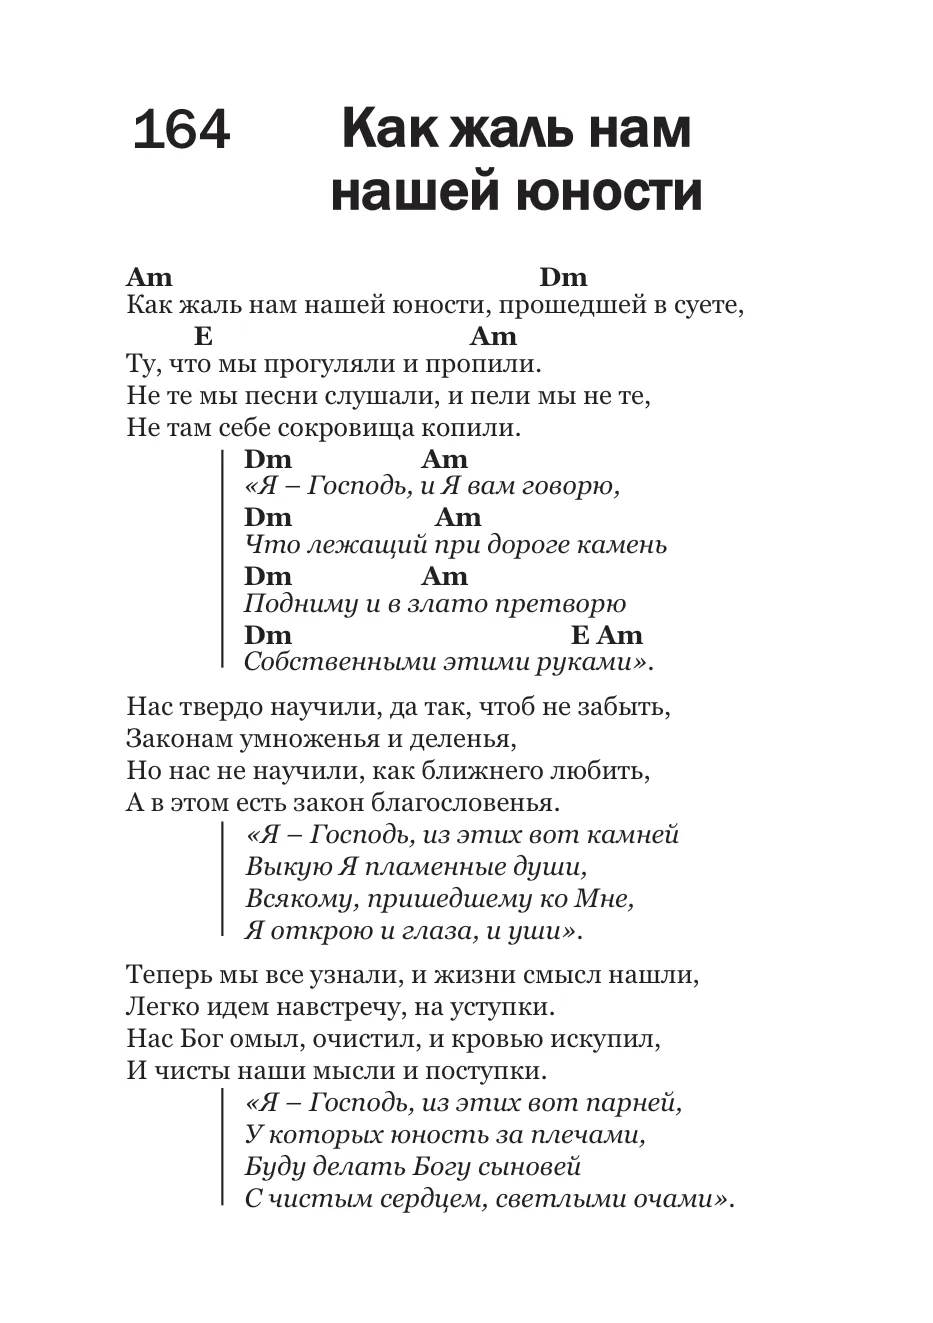 164 Как жаль нам
нашей юности
Am Dm
Как жаль нам нашей юности, прошедшей в суете,
E Am
Ту, что мы прогуляли и пропили.
Не те мы песни слушали, и пели мы не те,
Не там себе сокровища копили.
Dm Am
«Я – Господь, и Я вам говорю,
Dm Am
Что лежащий при дороге камень
Dm Am
Подниму и в злато претворю
Dm E Am
Собственными этими руками».
Нас твердо научили, да так, чтоб не забыть,
Законам умноженья и деленья,
Но нас не научили, как ближнего любить,
А в этом есть закон благословенья.
«Я – Господь, из этих вот камней
Выкую Я пламенные души,
Всякому, пришедшему ко Мне,
Я открою и глаза, и уши».
Теперь мы все узнали, и жизни смысл нашли,
Легко идем навстречу, на уступки.
Нас Бог омыл, очистил, и кровью искупил,
И чисты наши мысли и поступки.
«Я – Господь, из этих вот парней,
У которых юность за плечами,
Буду делать Богу сыновей
С чистым сердцем, светлыми очами».